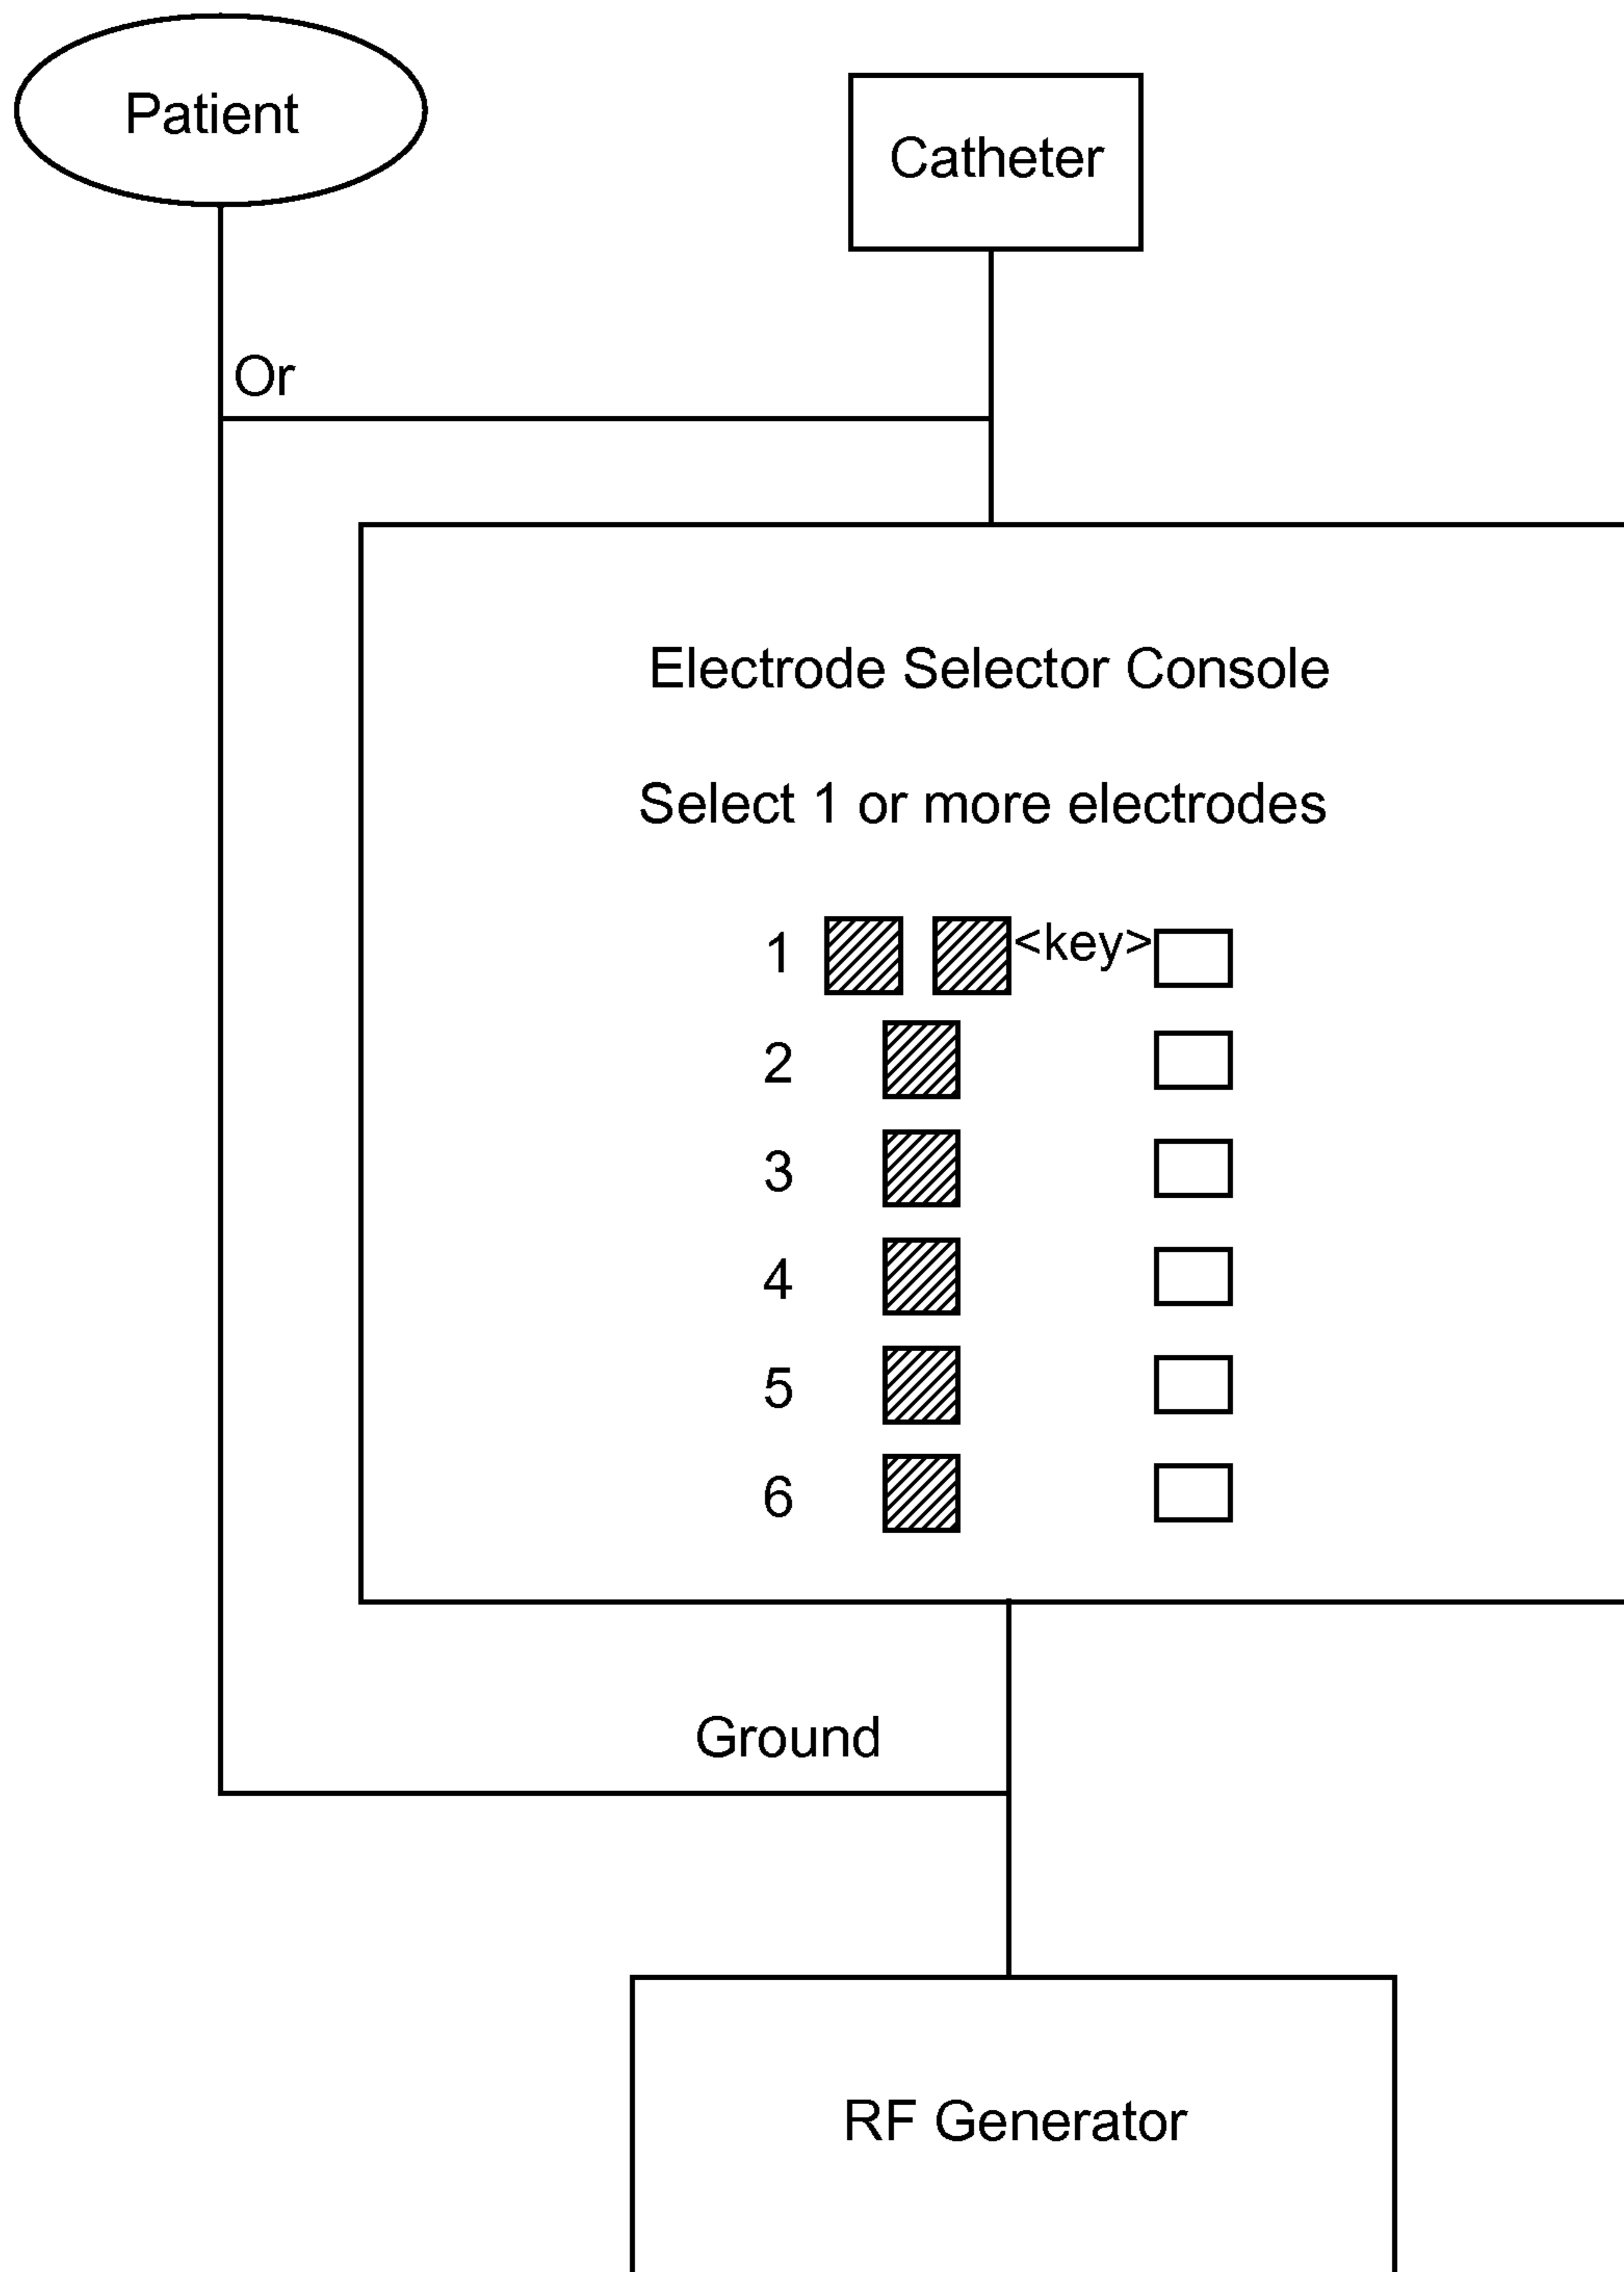 Patient
Catheter
Or
Electrode Selector Console
Select 1 or more electrodes
1 <key>
2
3
4
5
6
Ground
RF Generator